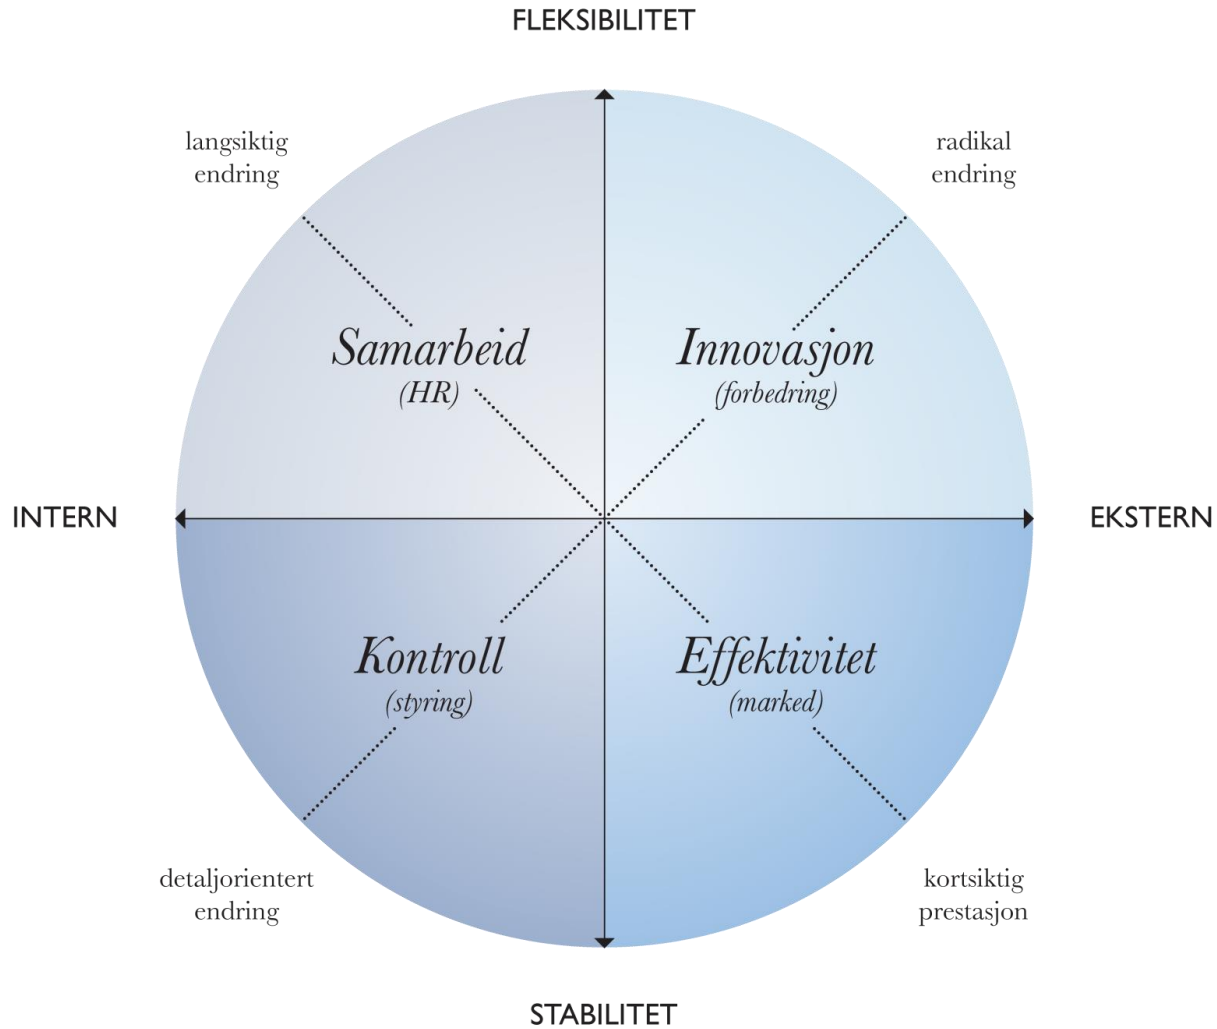 FLEKSIBILITET
langsiktig
endring
radikal
endring
Samarbeid
(HR)
Innovasjon
(forbedring)
INTERN
EKSTERN
Kontroll
(styring)
Effektivitet
(marked)
detaljorientert
endring
kortsiktig
prestasjon
STABILITET